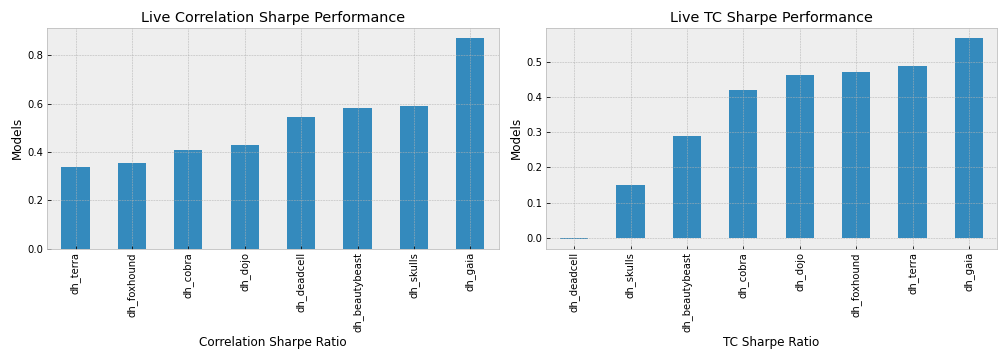 Live Correlation Sharpe Performance
Models
0.8
0.6
0.4
0.2
0.0
dh_terra
dh_foxhound
dh_cobra
dh_dojo
dh_deadcell
dh_beautybeast
dh_skulls
dh_gaia
Correlation Sharpe Ratio
Live TC Sharpe Performance
Models
0.5
0.4
0.3
0.2
0.1
0.0
dh_deadcell
dh_skulls
dh_beautybeast
dh_cobra
dh_dojo
dh_foxhound
dh_terra
dh_gaia
TC Sharpe Ratio